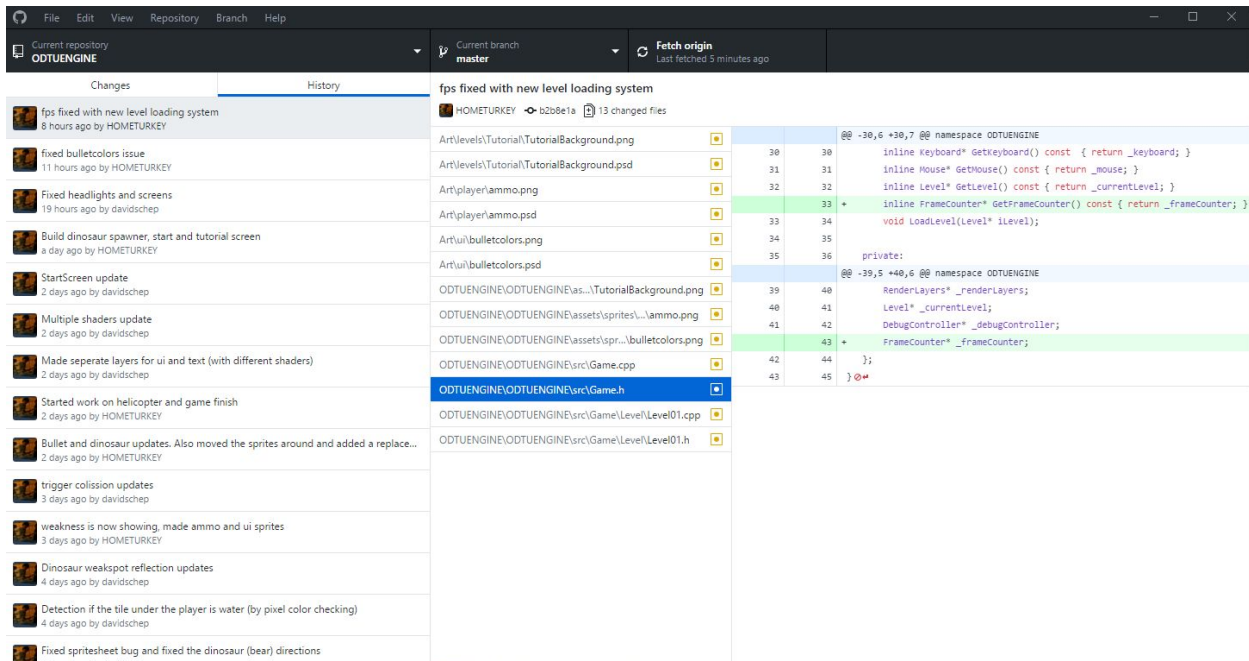 File Edit View Repository Branch Help
Current repository
ODTUENGINE
Current branch
master
Fetch origin
Last fetched 5 minutes ago
Changes History
fps fixed with new level loading system
8 hours ago by HOMETURKEY
fixed bulletcolors issue
11 hours ago by HOMETURKEY
Fixed headlights and screens
19 hours ago by davidschep
Build dinosaur spawner, start and tutorial screen
a day ago by HOMETURKEY
StartScreen update
2 days ago by davidschep
Multiple shaders update
2 days ago by davidschep
Made seperate layers for ui and text (with different shaders)
2 days ago by davidschep
Started work on helicopter and game finish
2 days ago by HOMETURKEY
Bullet and dinosaur updates. Also moved the sprites around and added a replace...
2 days ago by HOMETURKEY
trigger colission updates
3 days ago by davidschep
weakness is now showing, made ammo and ui sprites
3 days ago by HOMETURKEY
Dinosaur weakspot reflection updates
4 days ago by davidschep
Detection if the tile under the player is water (by pixel color checking)
4 days ago by davidschep
Fixed spritesheet bug and fixed the dinosaur (bear) directions
fps fixed with new level loading system
HOMETURKEY b2b8e1a 13 changed files
Art\levels\Tutorial\TutorialBackground.png
Art\levels\Tutorial\TutorialBackground.psd
Art\player\ammo.png
Art\player\ammo.psd
Art\ui\bulletcolors.png
Art\ui\bulletcolors.psd
ODTUENGINE\ODTUENGINE\as...\TutorialBackground.png
ODTUENGINE\ODTUENGINE\assets\sprites\...\ammo.png
ODTUENGINE\ODTUENGINE\assets\spr...\bulletcolors.png
ODTUENGINE\ODTUENGINE\src\Game.cpp
ODTUENGINE\ODTUENGINE\src\Game.h
ODTUENGINE\ODTUENGINE\src\Game\Level\Level01.cpp
ODTUENGINE\ODTUENGINE\src\Game\Level\Level01.h
@@ -30,6 +30,7 @@ namespace ODTUENGINE
30 30 inline Keyboard* GetKeyboard() const { return _keyboard; }
31 31 inline Mouse* GetMouse() const { return _mouse; }
32 32 inline Level* GetLevel() const { return _currentLevel; }
33 + inline FrameCounter* GetFrameCounter() const { return _frameCounter; }
33 34 void LoadLevel(Level* iLevel);
34 35
35 36 private:
@@ -39,5 +40,6 @@ namespace ODTUENGINE
39 40 RenderLayers* _renderLayers;
40 41 Level* _currentLevel;
41 42 DebugController* _debugController;
43 + FrameCounter* _frameCounter;
42 44 };
43 45 }